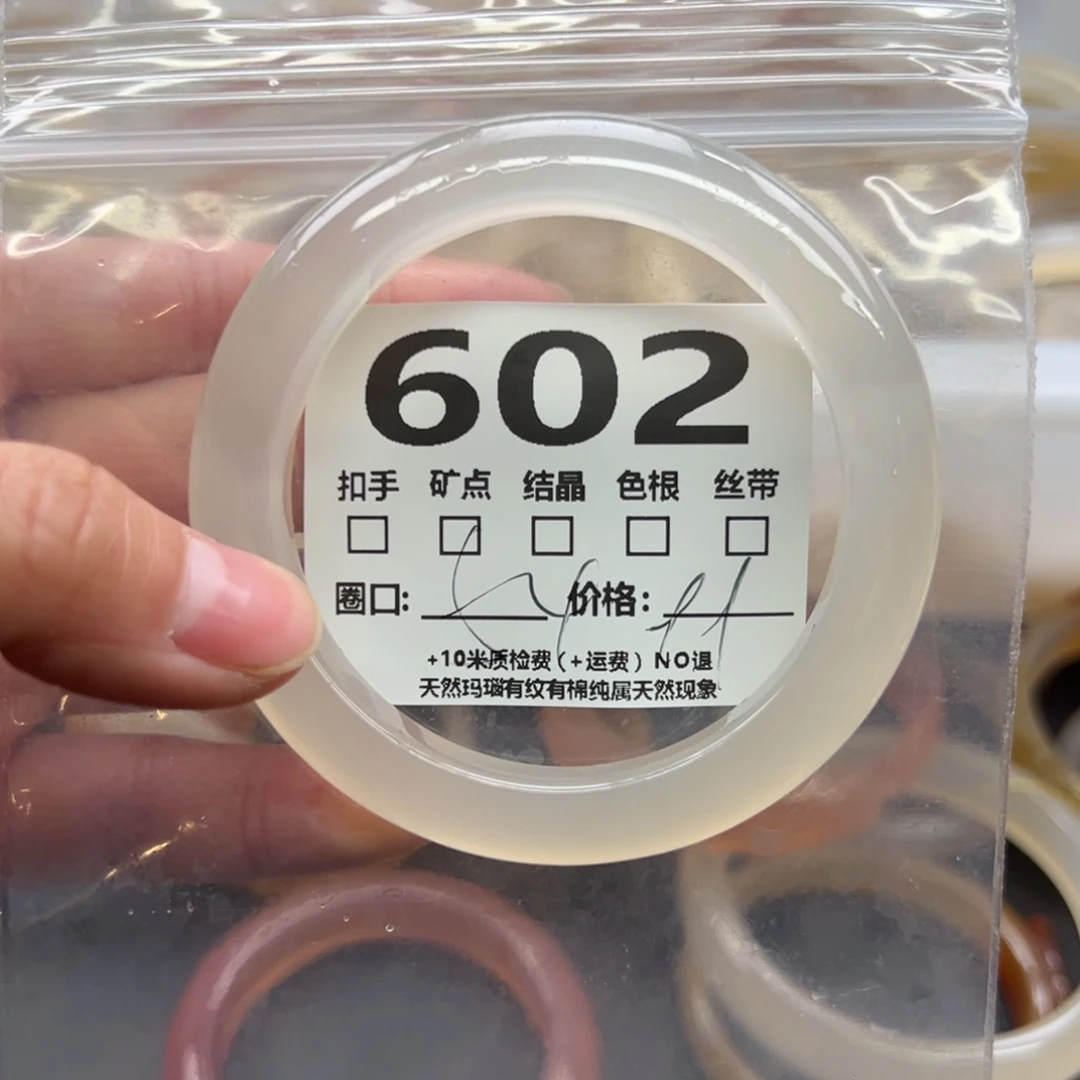 602
扣手 矿点 结晶 色根 丝带
圈口: 价格:
+10米质检费(+运费) NO退
天然玛瑙有纹有棉纯属天然现象